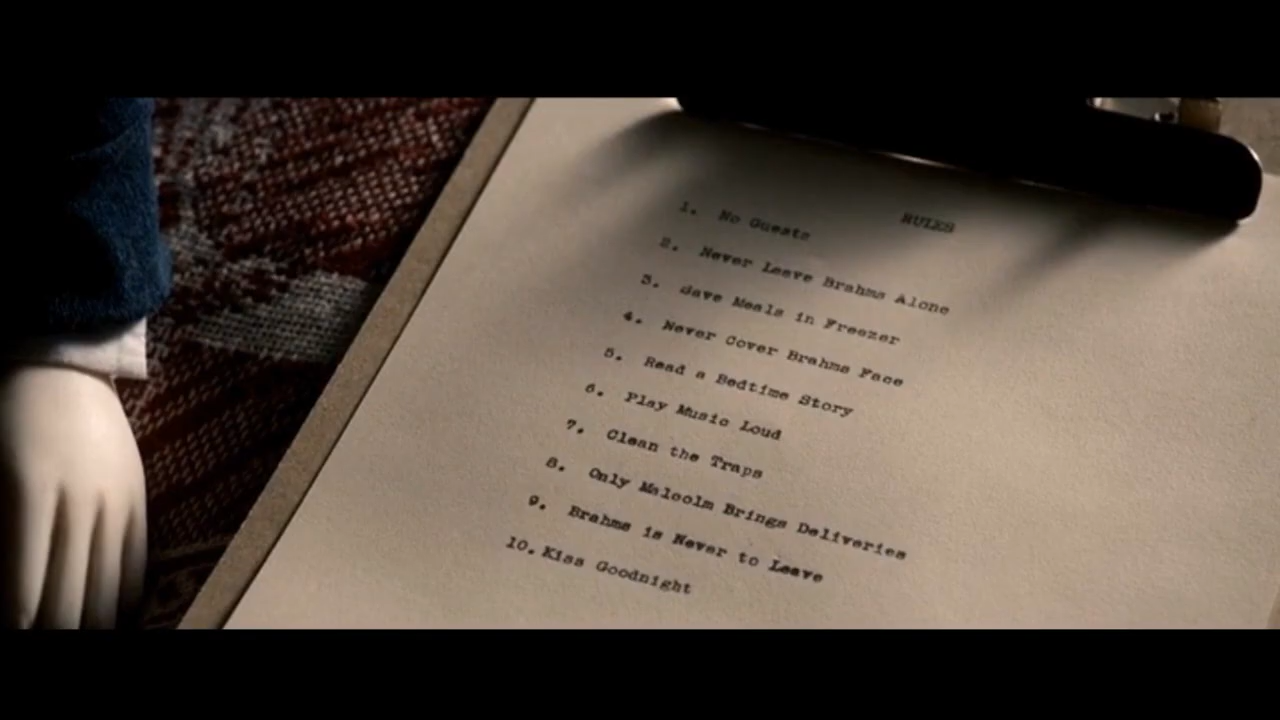 RULES
1. No Guests
2. Never Leave Brahms Alone
3. Save Meals in Freezer
4. Never Cover Brahms Face
5. Read a Bedtime Story
6. Play Music Loud
7. Clean the Traps
8. Only Malcolm Brings Deliveries
9. Brahms is Never to Leave
10. Kiss Goodnight